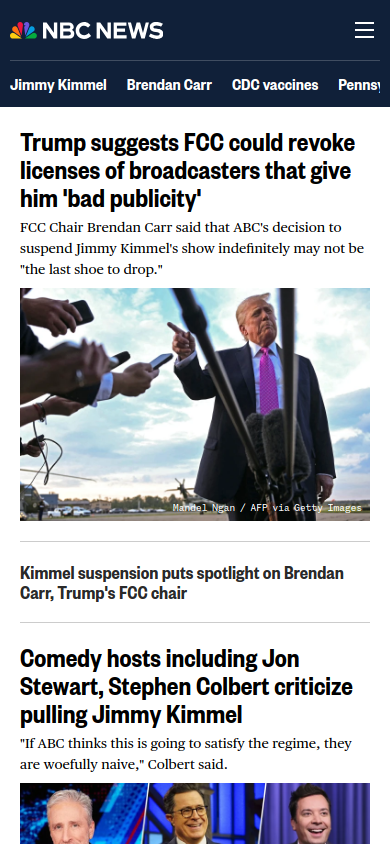 NBC NEWS
Jimmy Kimmel Brendan Carr CDC vaccines Pennsy
Trump suggests FCC could revoke
licenses of broadcasters that give
him 'bad publicity'
FCC Chair Brendan Carr said that ABC's decision to
suspend Jimmy Kimmel's show indefinitely may not be
"the last shoe to drop."
Mandel Ngan / AFP via Getty Images
Kimmel suspension puts spotlight on Brendan
Carr, Trump's FCC chair
Comedy hosts including Jon
Stewart, Stephen Colbert criticize
pulling Jimmy Kimmel
"If ABC thinks this is going to satisfy the regime, they
are woefully naive," Colbert said.